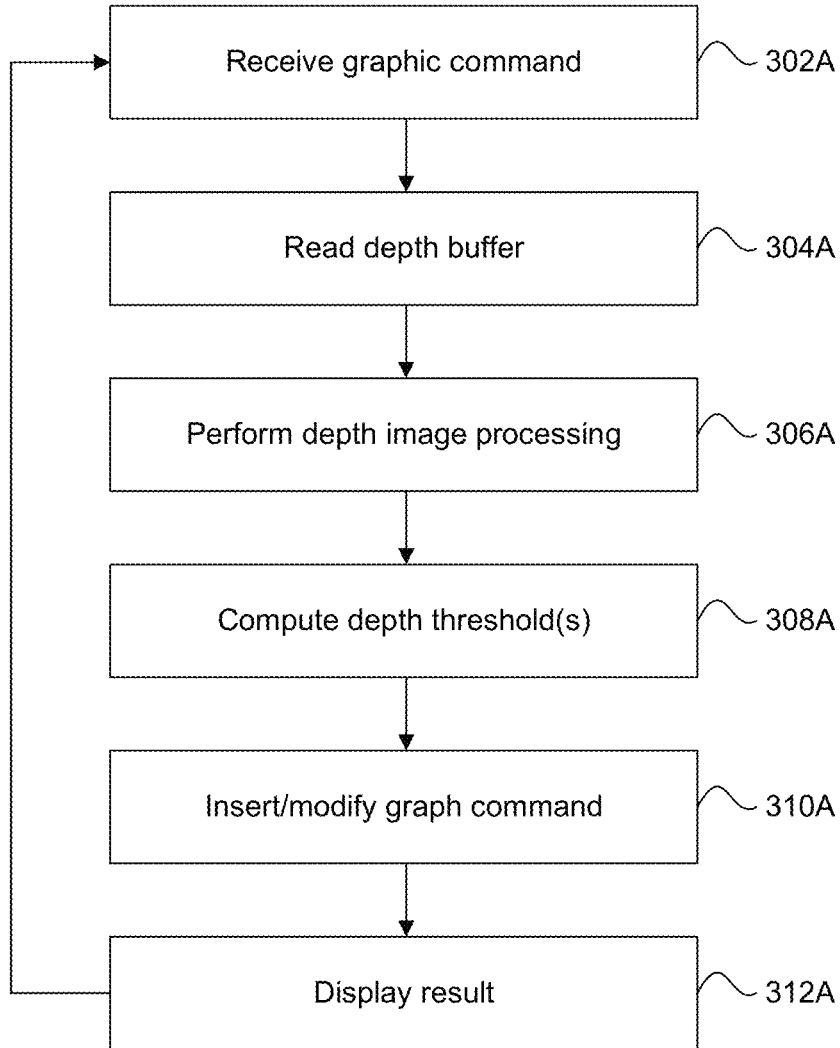 Receive graphic command
302A
Read depth buffer
304A
Perform depth image processing
306A
Compute depth threshold(s)
308A
Insert/modify graph command
310A
Display result
312A